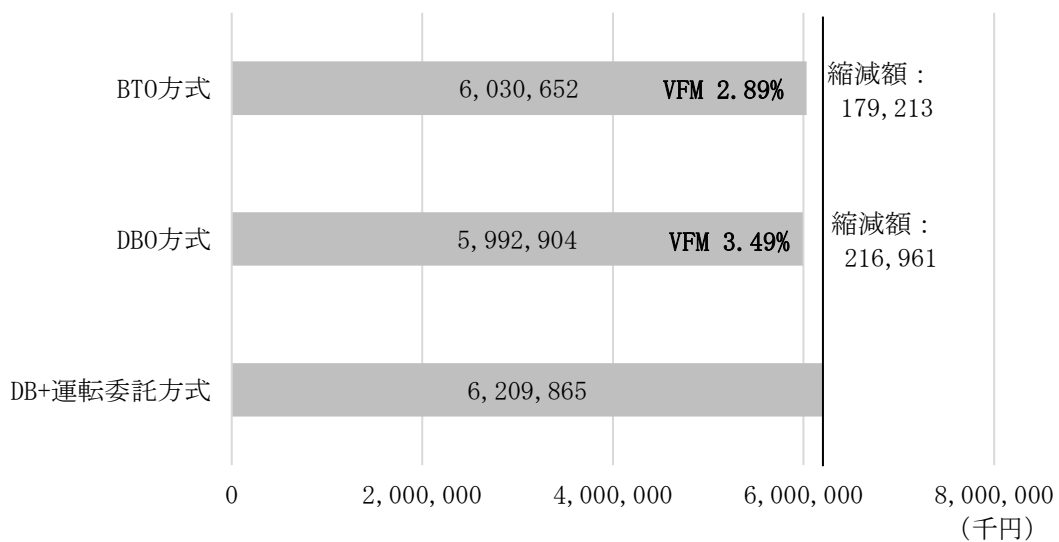 BTO方式
6,030,652
VFM 2.89%
縮減額：
179,213
DBO方式
5,992,904
VFM 3.49%
縮減額：
216,961
DB+運転委託方式
6,209,865
0
2,000,000
4,000,000
6,000,000
8,000,000
（千円）